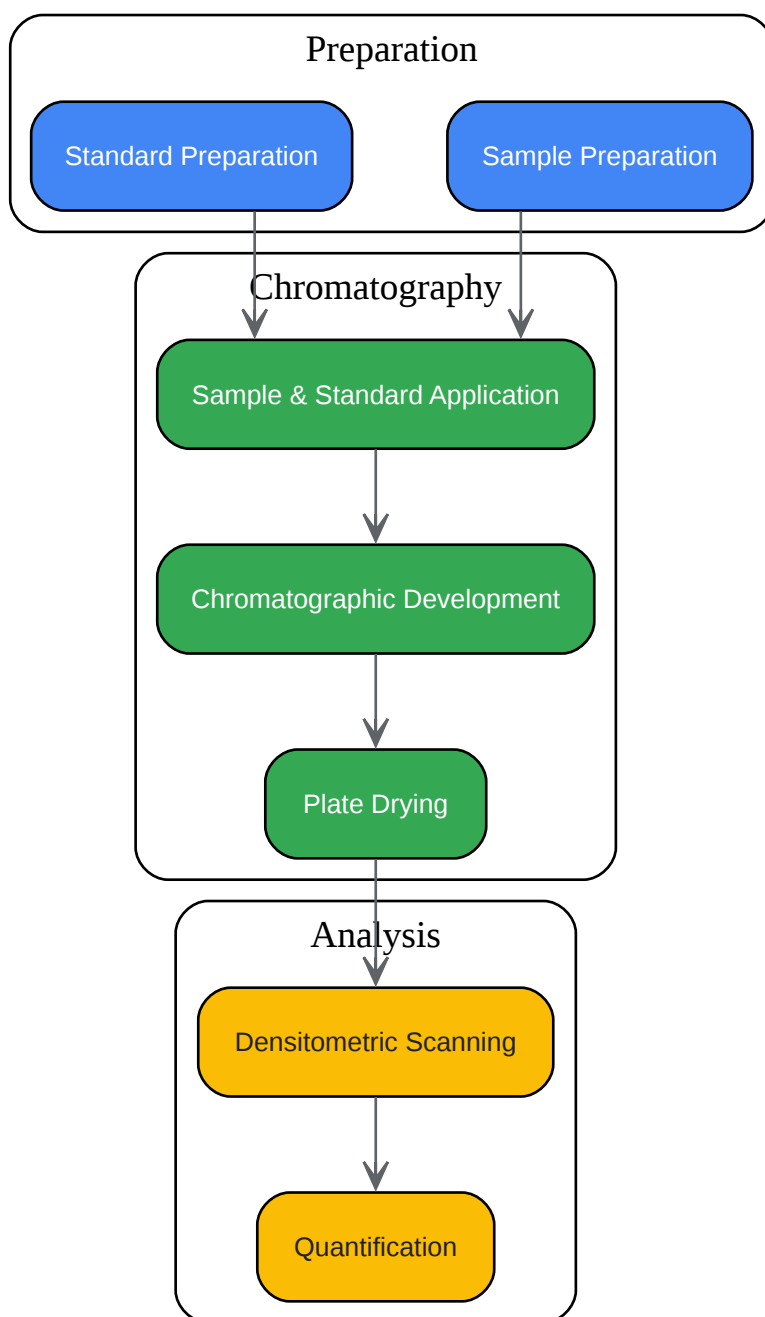 Preparation
Standard Preparation
Sample Preparation
Chromatography
Sample & Standard Application
Chromatographic Development
Plate Drying
Analysis
Densitometric Scanning
Quantification